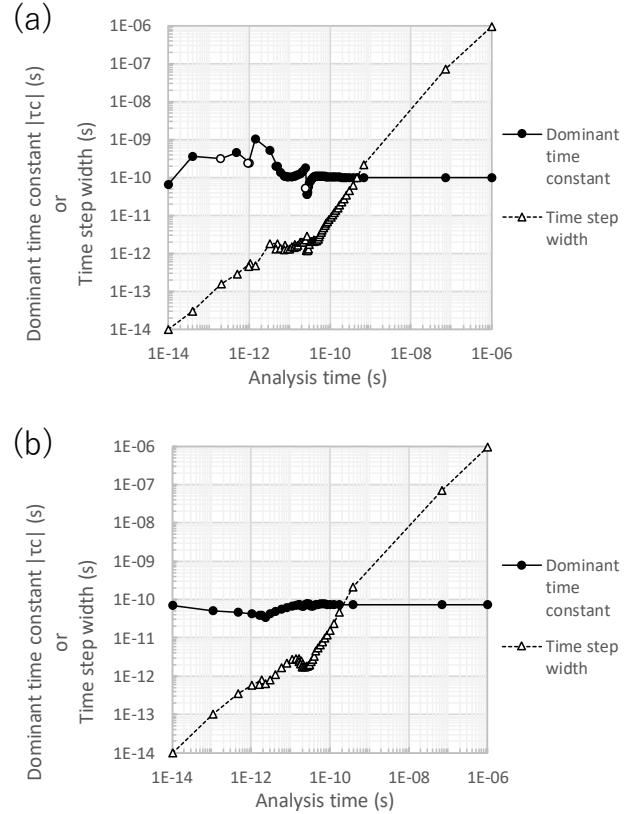 (a)
Dominant time constant |τc| (s)
or
Time step width (s)
1E-06
1E-07
1E-08
1E-09
1E-10
1E-11
1E-12
1E-13
1E-14
1E-14 1E-12 1E-10 1E-08 1E-06
Analysis time (s)
Dominant
time
constant
Time step
width
(b)
Dominant time constant |τc| (s)
or
Time step width (s)
1E-06
1E-07
1E-08
1E-09
1E-10
1E-11
1E-12
1E-13
1E-14
1E-14 1E-12 1E-10 1E-08 1E-06
Analysis time (s)
Dominant
time
constant
Time step
width